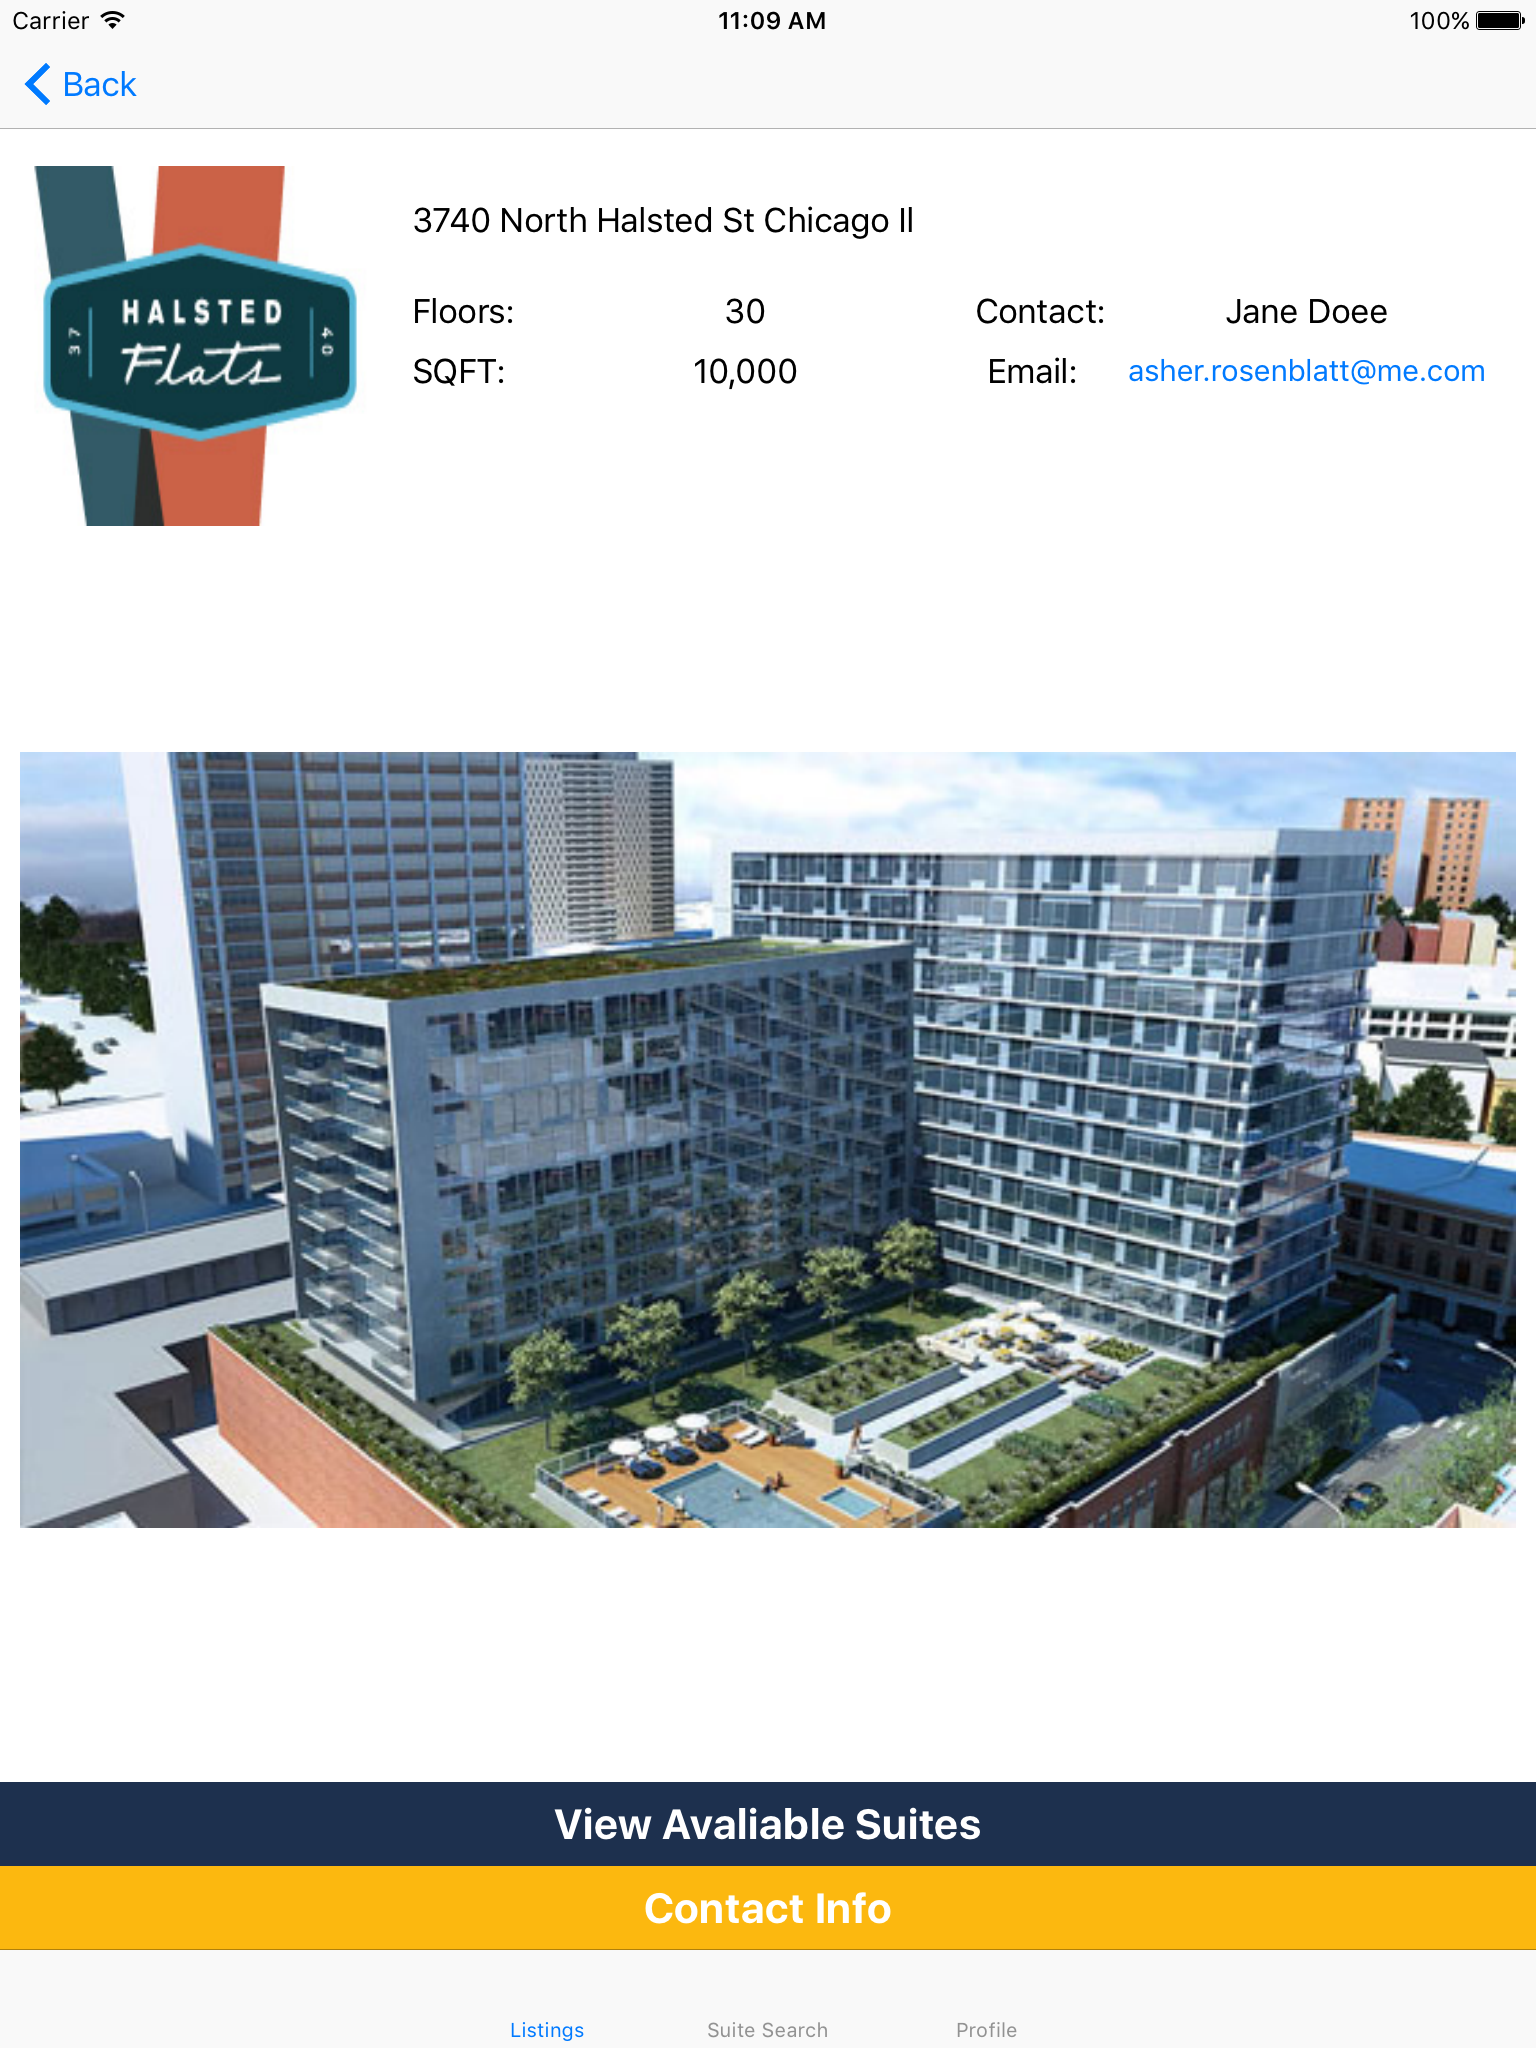 Carrier
11:09 AM
100%
Back
37
HALSTED
Flats
40
3740 North Halsted St Chicago Il
Floors: 30 Contact: Jane Doee
SQFT: 10,000 Email: asher.rosenblatt@me.com
View Avaliable Suites
Contact Info
Listings Suite Search Profile